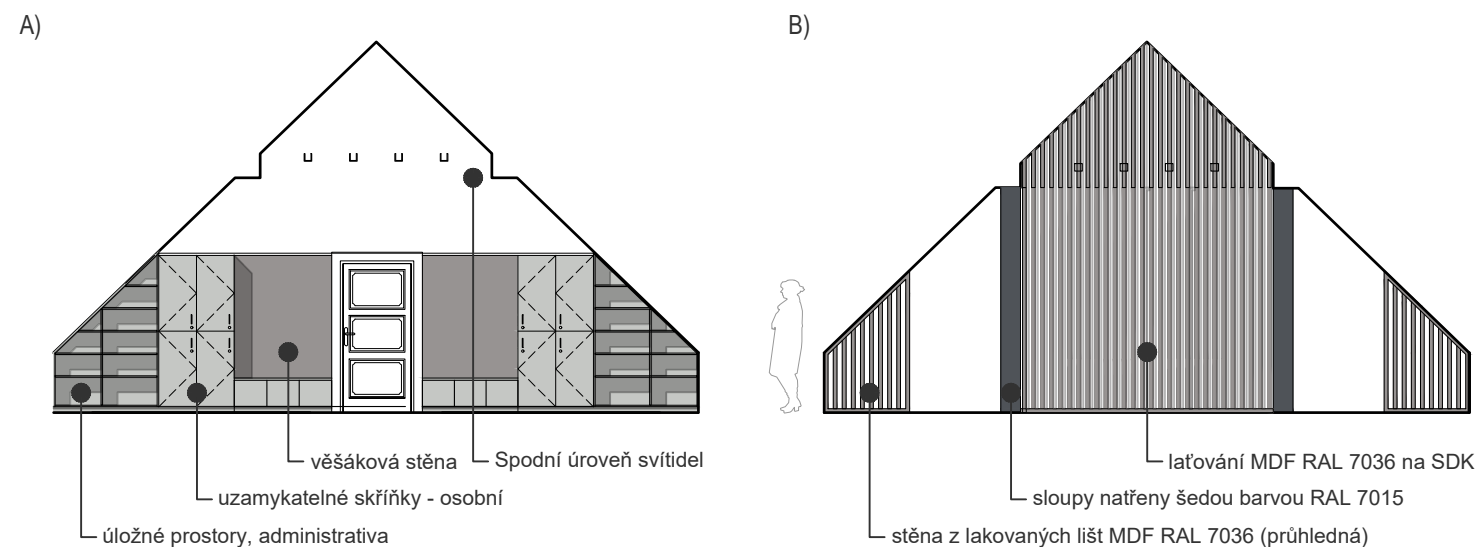 A)
věšáková stěna
Spodní úroveň svítidel
uzamykatelné skříňky - osobní
úložné prostory, administrativa
B)
laťování MDF RAL 7036 na SDK
sloupy natřeny šedou barvou RAL 7015
stěna z lakovaných lišt MDF RAL 7036 (průhledná)